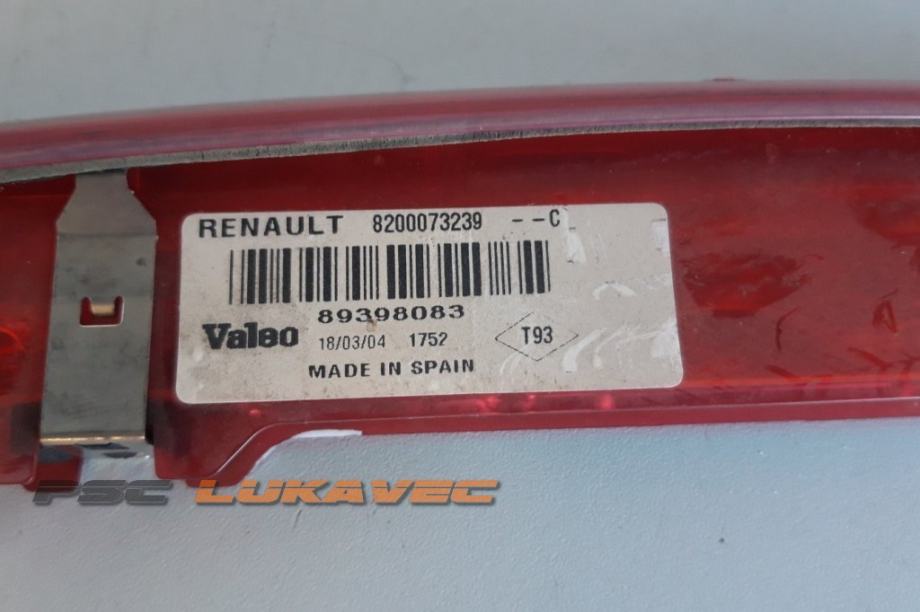 RENAULT 8200073239 --C
89398083
Valeo 18/03/04 1752 T93
MADE IN SPAIN
PSC LUKAVEC